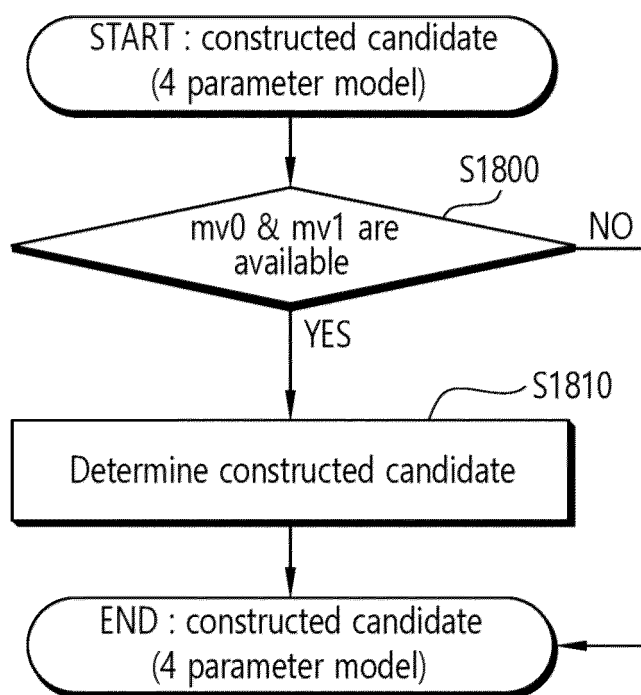 START : constructed candidate
(4 parameter model)
S1800
mv0 & mv1 are
available
NO
YES
S1810
Determine constructed candidate
END : constructed candidate
(4 parameter model)